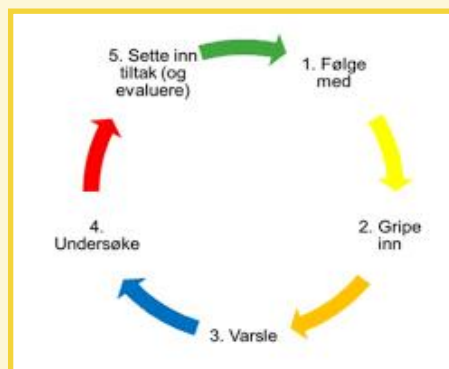 1. Følge
med
2. Gripe
inn
3. Varsle
4.
Undersøke
5. Sette inn
tiltak (og
evaluere)